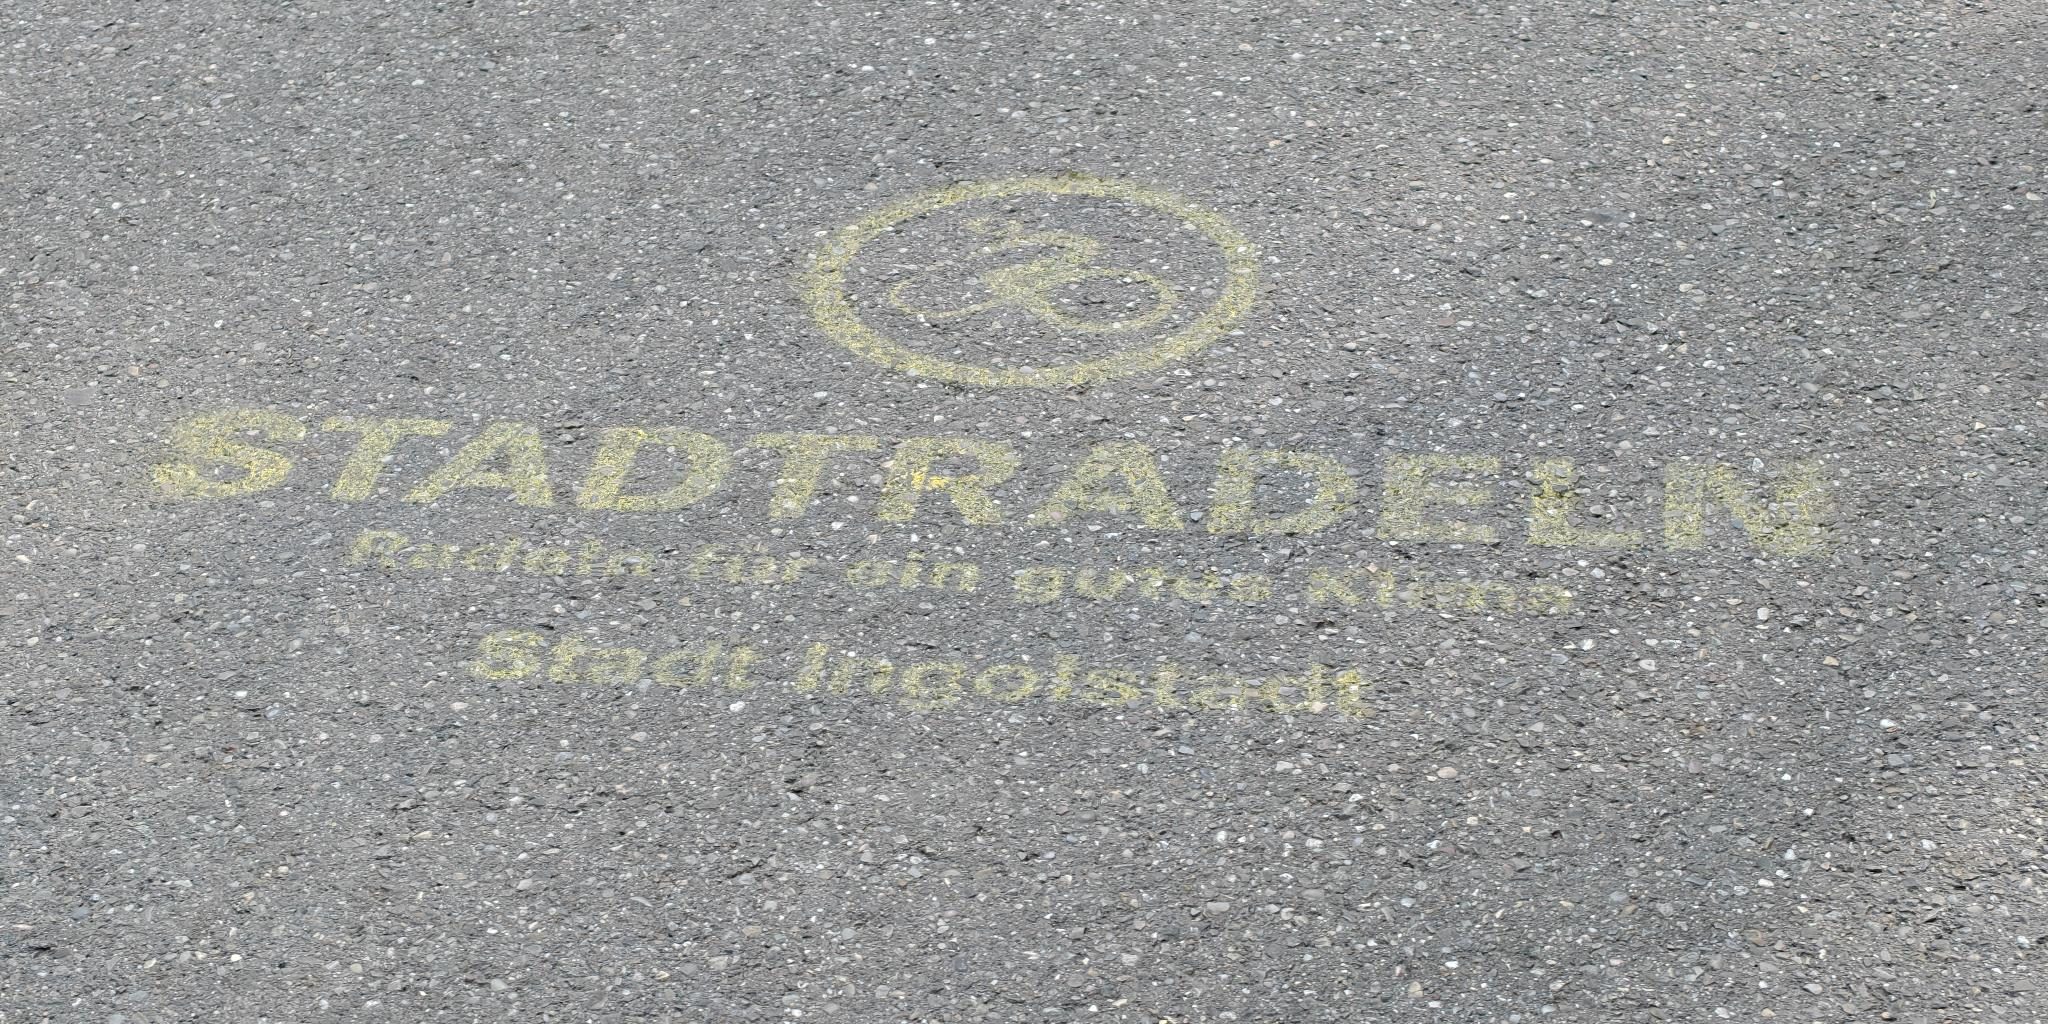 STADTRADELN
Radeln für ein gutes Klima
Stadt Ingolstadt